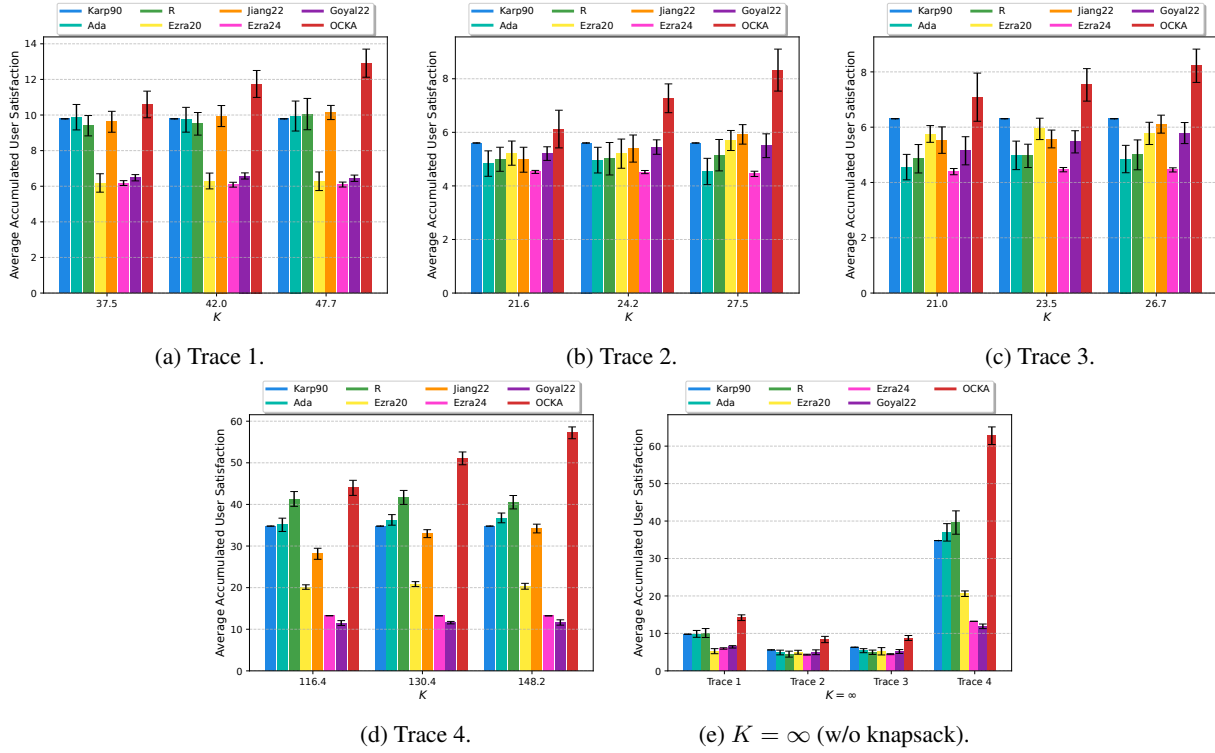 Karp90 R Jiang22 Goyal22
Ada Ezra20 Ezra24 OCKA
Average Accumulated User Satisfaction
14
12
10
8
6
4
2
0
37.5 42.0 47.7
K
(a) Trace 1.
Karp90 R Jiang22 Goyal22
Ada Ezra20 Ezra24 OCKA
Average Accumulated User Satisfaction
8
6
4
2
0
21.6 24.2 27.5
K
(b) Trace 2.
Karp90 R Jiang22 Goyal22
Ada Ezra20 Ezra24 OCKA
Average Accumulated User Satisfaction
8
6
4
2
0
21.0 23.5 26.7
K
(c) Trace 3.
Karp90 R Jiang22 Goyal22
Ada Ezra20 Ezra24 OCKA
Average Accumulated User Satisfaction
60
50
40
30
20
10
0
116.4 130.4 148.2
K
(d) Trace 4.
Karp90 R Ezra24 OCKA
Ada Ezra20 Goyal22
Average Accumulated User Satisfaction
60
50
40
30
20
10
0
Trace 1 Trace 2 Trace 3 Trace 4
K = ∞
(e) K = ∞ (w/o knapsack).